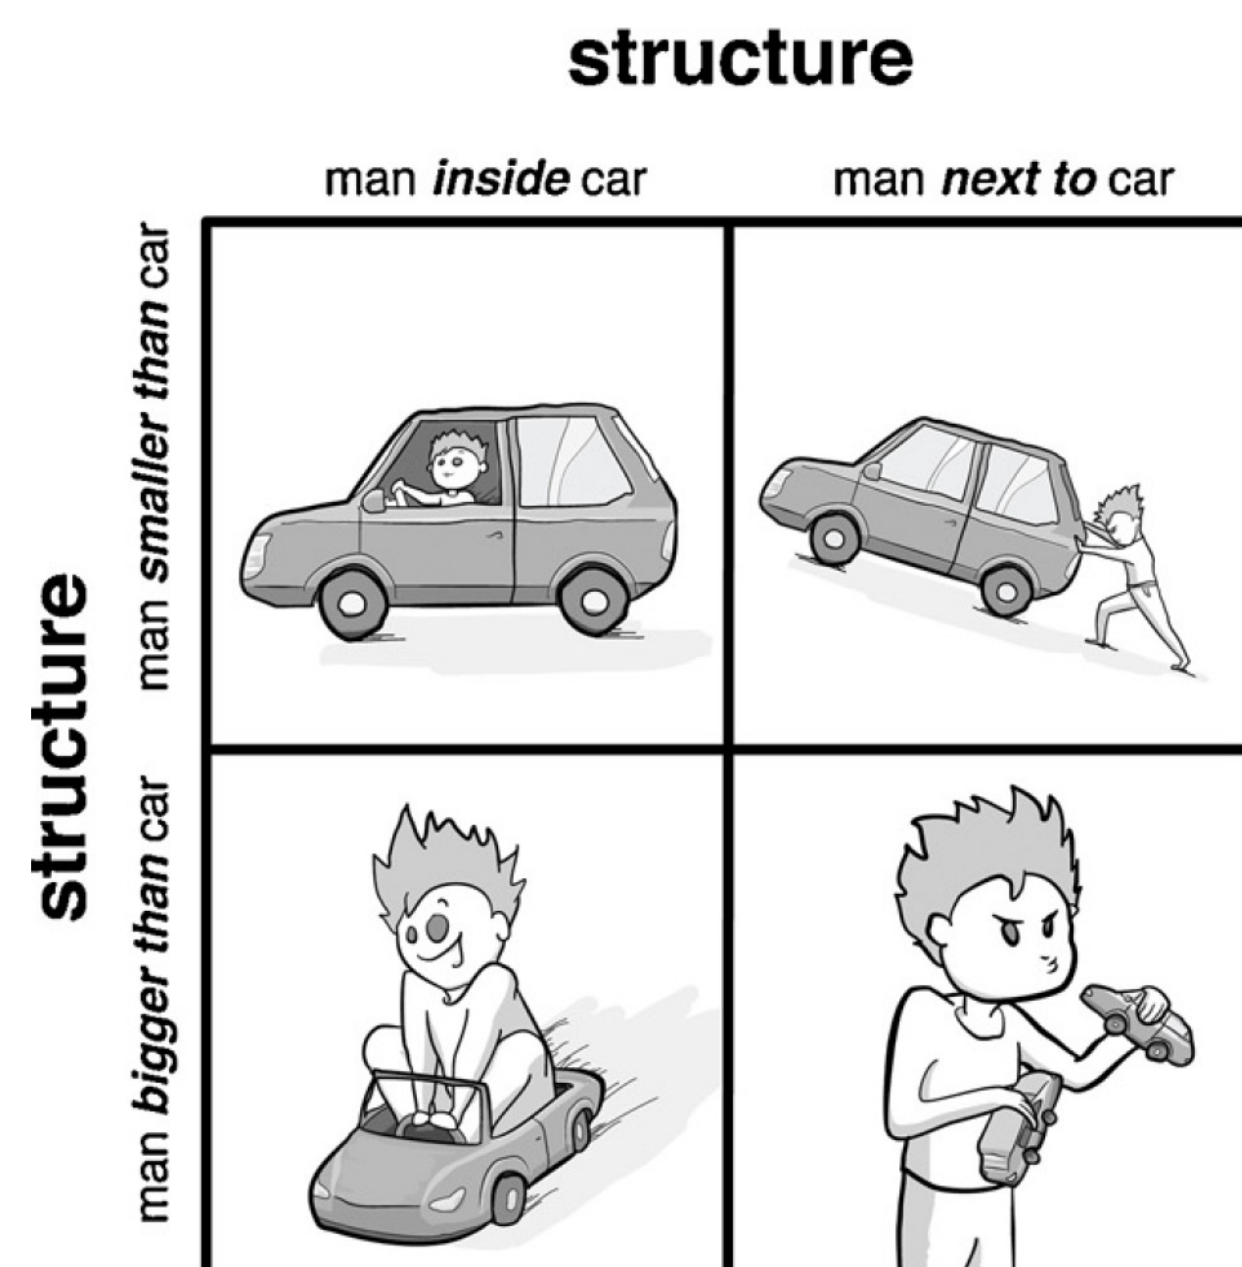 structure
man inside car
man next to car
structure
man smaller than car
man bigger than car